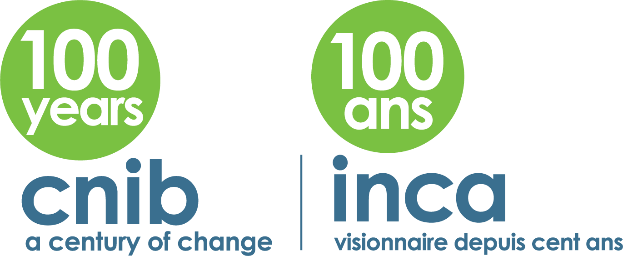 100
years
cnib
a century of change
100
ans
inca
visionnaire depuis cent ans